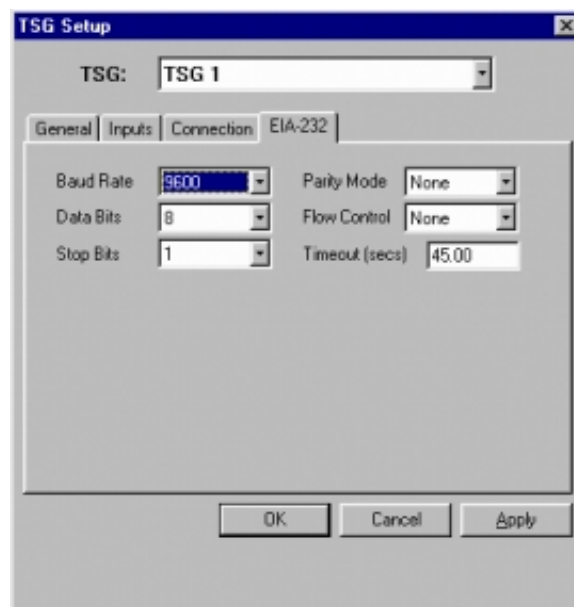 TSG Setup
TSG: TSG 1
General Inputs Connection EIA-232
Baud Rate 9600 Parity Mode None
Data Bits 8 Flow Control None
Stop Bits 1 Timeout (secs) 45.00
OK Cancel Apply